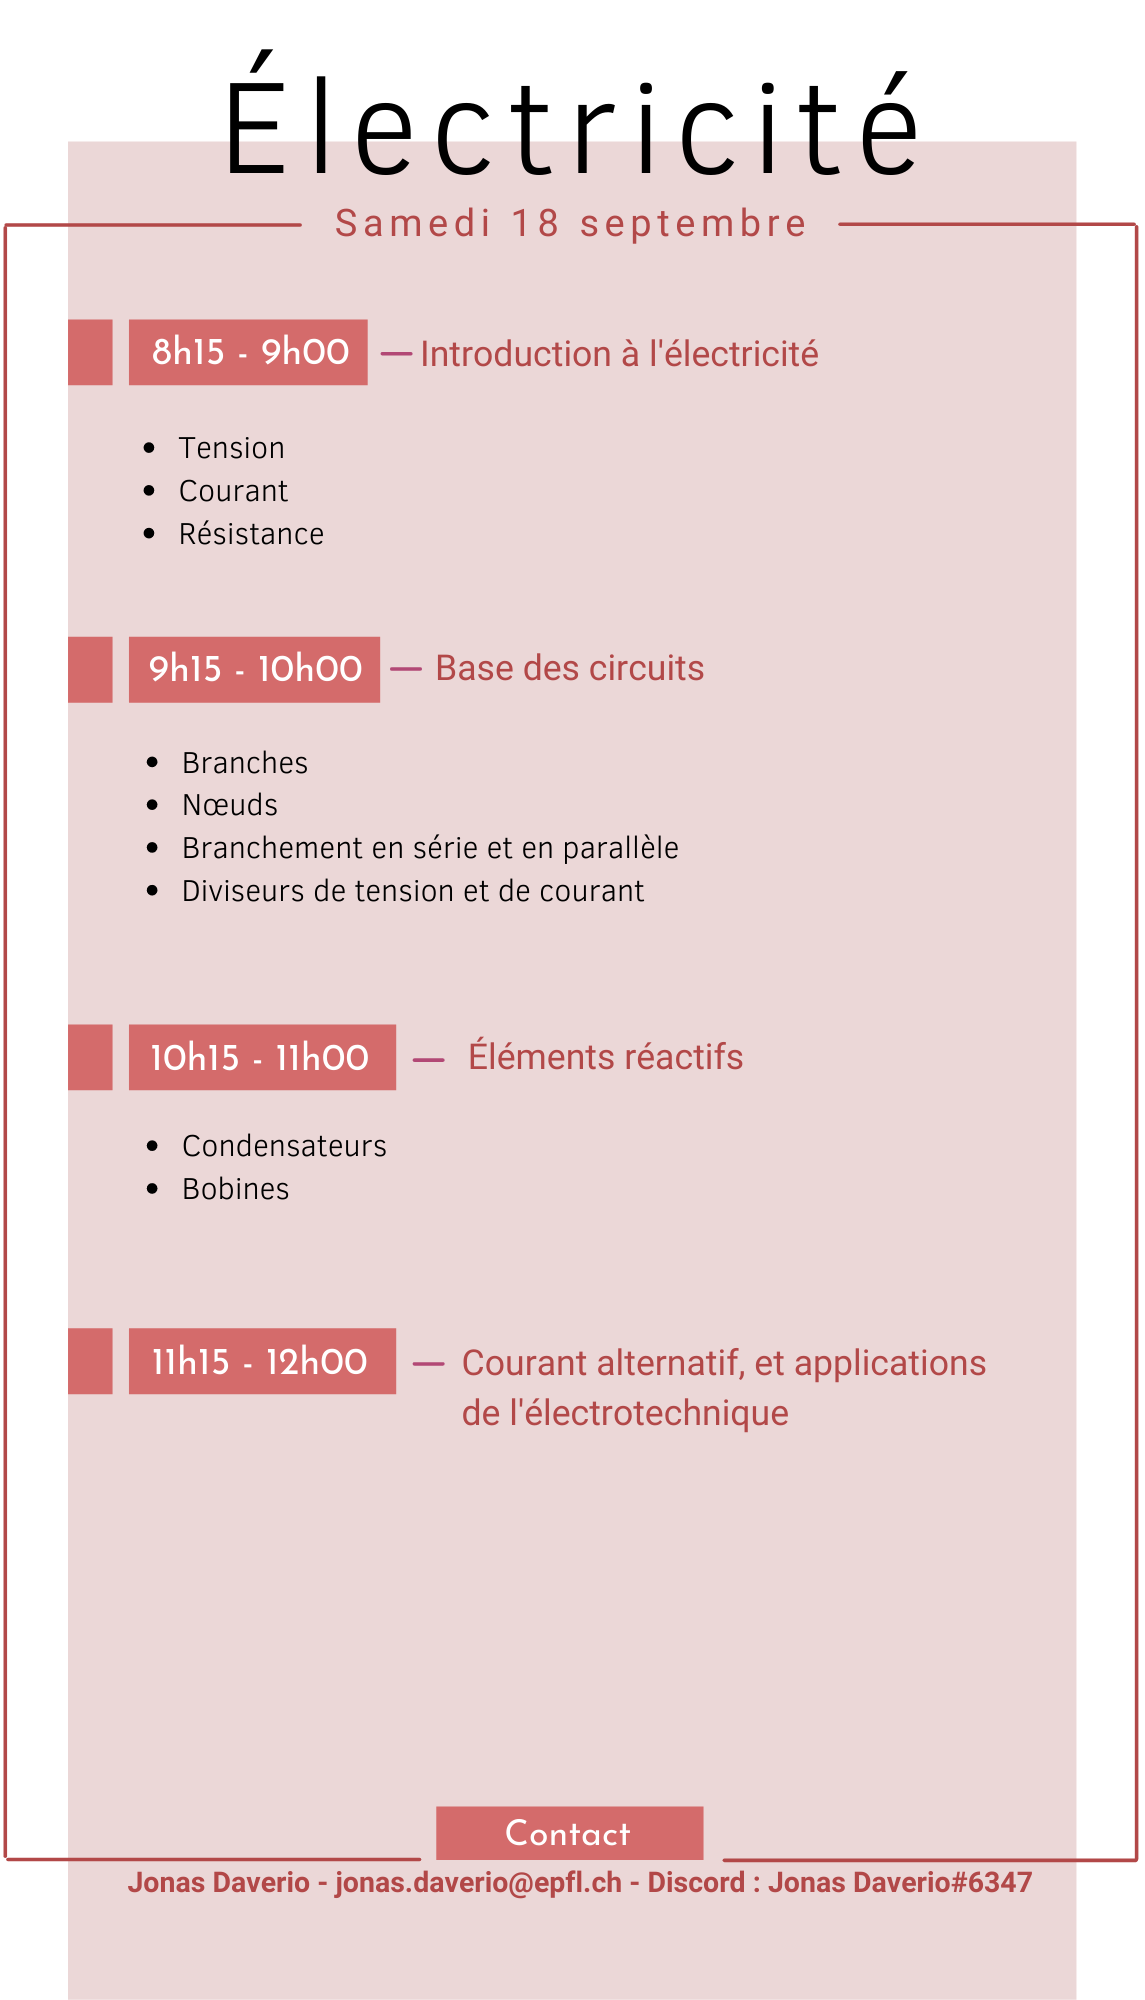 Électricité
Samedi 18 septembre
8h15 - 9h00 — Introduction à l'électricité
• Tension
• Courant
• Résistance
9h15 - 10h00 — Base des circuits
• Branches
• Nœuds
• Branchement en série et en parallèle
• Diviseurs de tension et de courant
10h15 - 11h00 — Éléments réactifs
• Condensateurs
• Bobines
11h15 - 12h00 — Courant alternatif, et applications
de l'électrotechnique
Contact
Jonas Daverio - jonas.daverio@epfl.ch - Discord : Jonas Daverio#6347